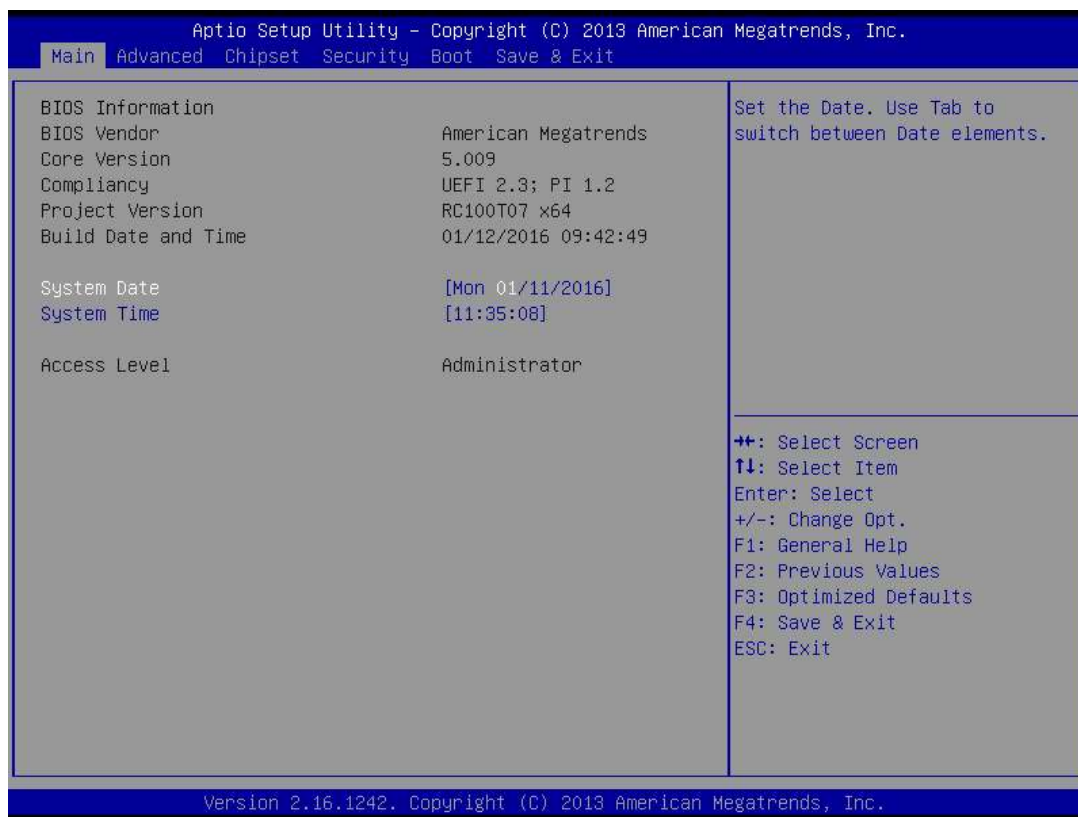 Aptio Setup Utility – Copyright (C) 2013 American Megatrends, Inc.
Main Advanced Chipset Security Boot Save & Exit
BIOS Information
BIOS Vendor American Megatrends
Core Version 5.009
Compliancy UEFI 2.3; PI 1.2
Project Version RC100T07 x64
Build Date and Time 01/12/2016 09:42:49
System Date [Mon 01/11/2016]
System Time [11:35:08]
Access Level Administrator
Set the Date. Use Tab to
switch between Date elements.
→←: Select Screen
↑↓: Select Item
Enter: Select
+/-: Change Opt.
F1: General Help
F2: Previous Values
F3: Optimized Defaults
F4: Save & Exit
ESC: Exit
Version 2.16.1242. Copyright (C) 2013 American Megatrends, Inc.